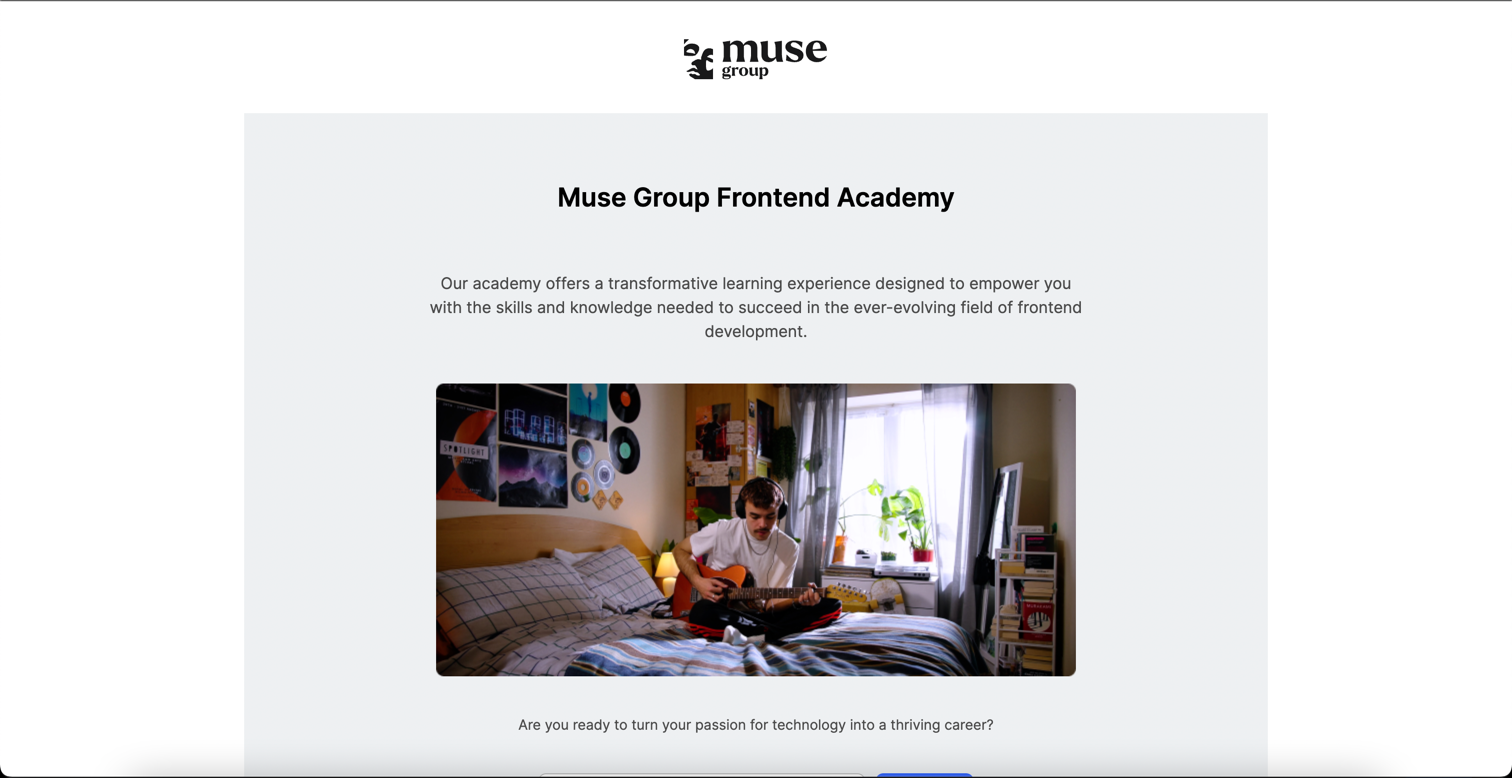 muse
group
Muse Group Frontend Academy
Our academy offers a transformative learning experience designed to empower you
with the skills and knowledge needed to succeed in the ever-evolving field of frontend
development.
SPOTLIGHT
Are you ready to turn your passion for technology into a thriving career?